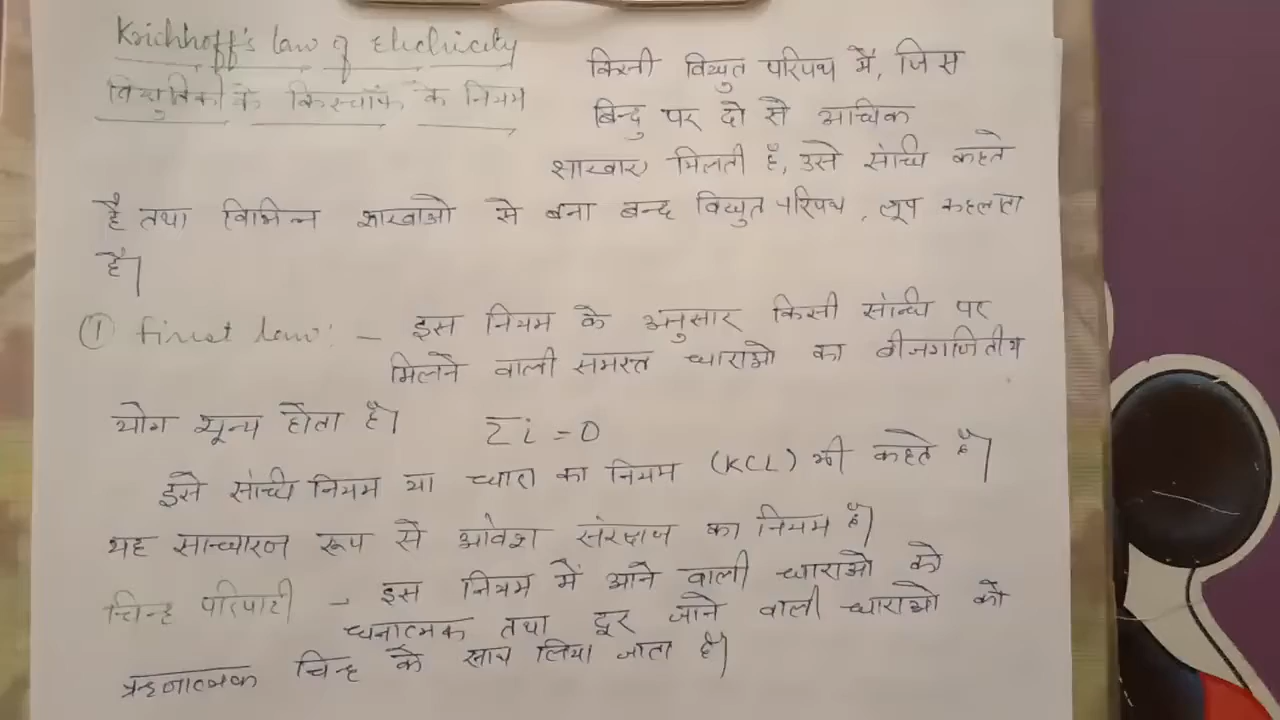 Krichhoff's law of Electricity
विद्युतिकी के किरचॉफ के नियम
किसी विद्युत परिपथ में, जिस
बिन्दु पर दो से अधिक
शाखाए मिलती हैं, उसे संधि कहते
है तथा विभिन्न शाखाओ से बना बन्द विद्युत परिपथ, लूप कहलाता
है।
① First law: - इस नियम के अनुसार किसी संन्धि पर
मिलने वाली समस्त धाराओ का बीजगणितीय
योग शून्य होता है। Σi = 0
इसे संधि नियम या धारा का नियम (KCL) भी कहते हैं।
यह साधारण रूप से आवेश संरक्षण का नियम है।
चिन्ह परिपाटी - इस नियम में आने वाली धाराओ को
धनात्मक तथा दूर जाने वाली धाराओ को
ऋणात्मक चिन्ह के साथ लिया जाता है।